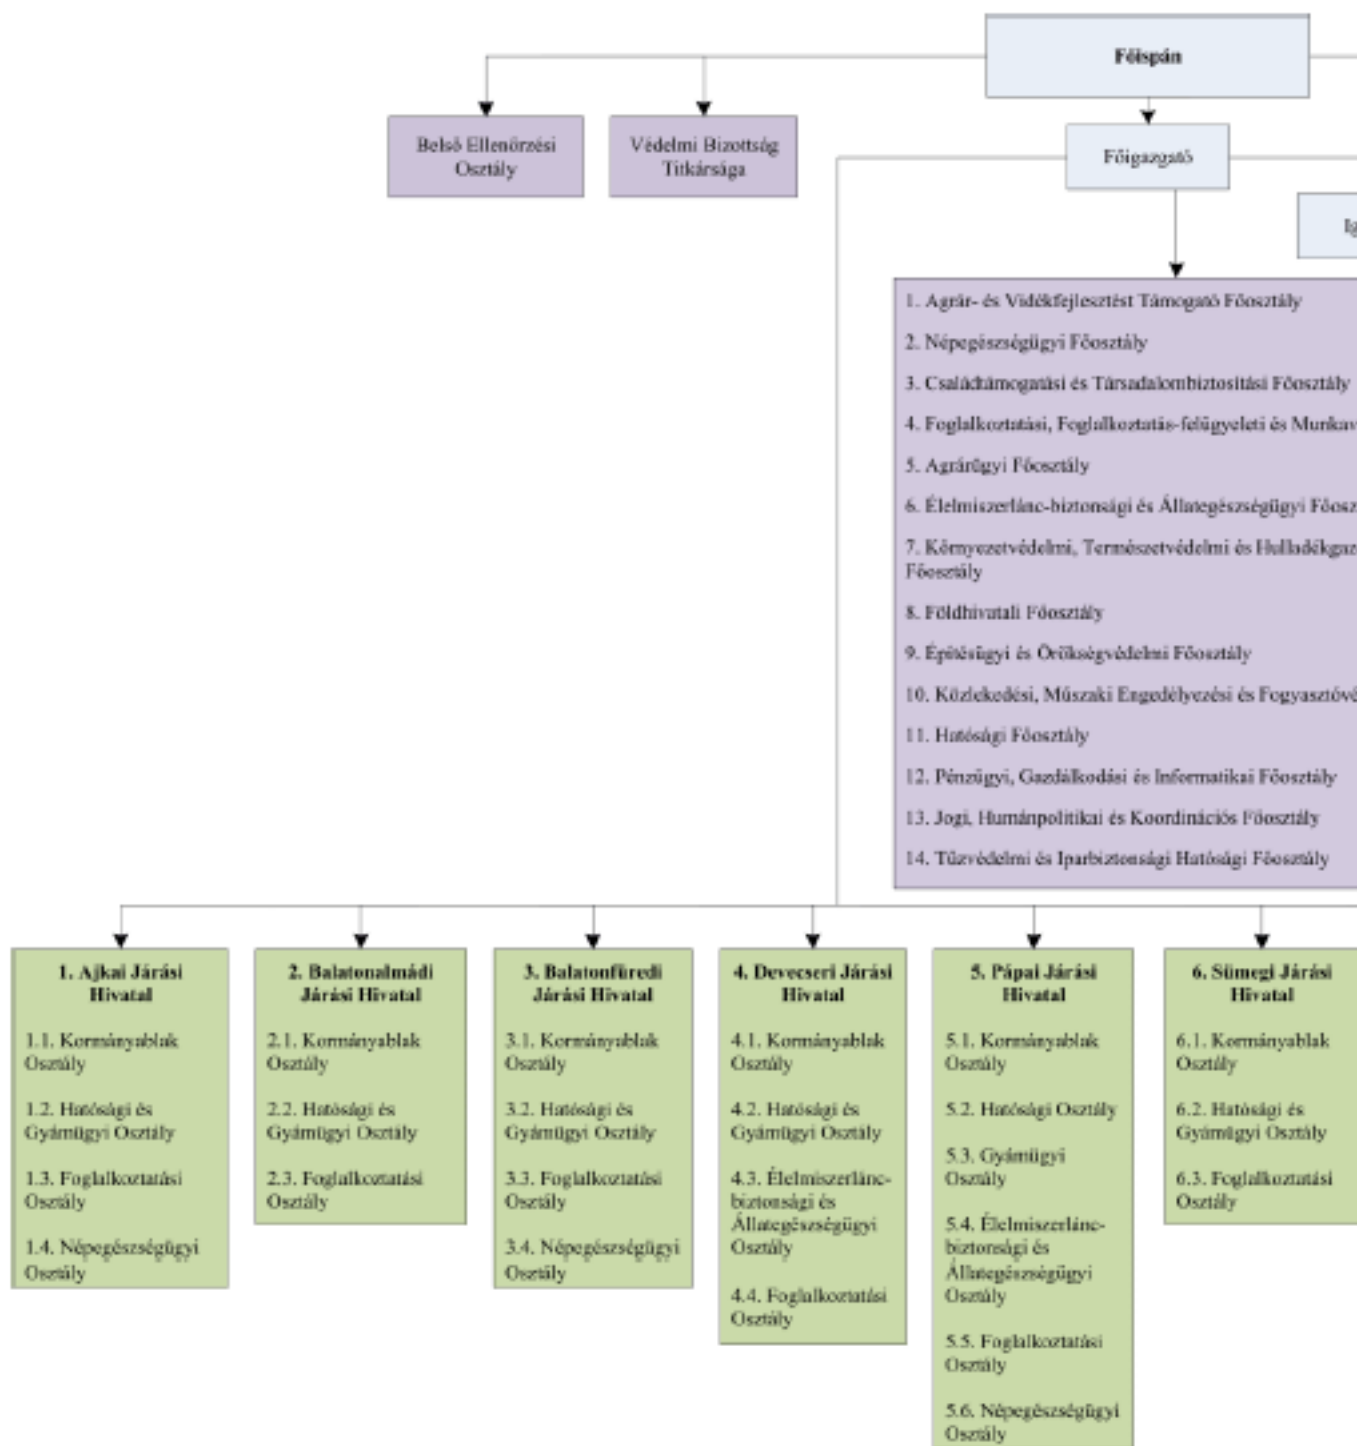 Főispán
Belső Ellenőrzési
Osztály
Védelmi Bizottság
Titkársága
Főigazgató
1. Agrár- és Vidékfejlesztést Támogató Főosztály
2. Népegészségügyi Főosztály
3. Családtámogatási és Társadalombiztosítási Főosztály
4. Foglalkoztatási, Foglalkoztatás-felügyeleti és
5. Agrárügyi Főosztály
6. Élelmiszerlánc-biztonsági és Állategészségügyi
7. Környezetvédelmi, Természetvédelmi és
Főosztály
8. Földhivatali Főosztály
9. Építésügyi és Örökségvédelmi Főosztály
10. Közlekedési, Műszaki Engedélyezési és
11. Hatósági Főosztály
12. Pénzügyi, Gazdálkodási és Informatikai Főosztály
13. Jogi, Humánpolitikai és Koordinációs Főosztály
14. Tűzvédelmi és Iparbiztonsági Hatósági Főosztály
1. Ajkai Járási
Hivatal
1.1. Kormányablak
Osztály
1.2. Hatósági és
Gyámügyi Osztály
1.3. Foglalkoztatási
Osztály
1.4. Népegészségügyi
Osztály
2. Balatonalmádi
Járási Hivatal
2.1. Kormányablak
Osztály
2.2. Hatósági és
Gyámügyi Osztály
2.3. Foglalkoztatási
Osztály
3. Balatonfüredi
Járási Hivatal
3.1. Kormányablak
Osztály
3.2. Hatósági és
Gyámügyi Osztály
3.3. Foglalkoztatási
Osztály
3.4. Népegészségügyi
Osztály
4. Devecseri Járási
Hivatal
4.1. Kormányablak
Osztály
4.2. Hatósági és
Gyámügyi Osztály
4.3. Élelmiszerlánc-
biztonsági és
Állategészségügyi
Osztály
4.4. Foglalkoztatási
Osztály
5. Pápai Járási
Hivatal
5.1. Kormányablak
Osztály
5.2. Hatósági Osztály
5.3. Gyámügyi
Osztály
5.4. Élelmiszerlánc-
biztonsági és
Állategészségügyi
Osztály
5.5. Foglalkoztatási
Osztály
5.6. Népegészségügyi
Osztály
6. Sümegi Járási
Hivatal
6.1. Kormányablak
Osztály
6.2. Hatósági és
Gyámügyi Osztály
6.3. Foglalkoztatási
Osztály